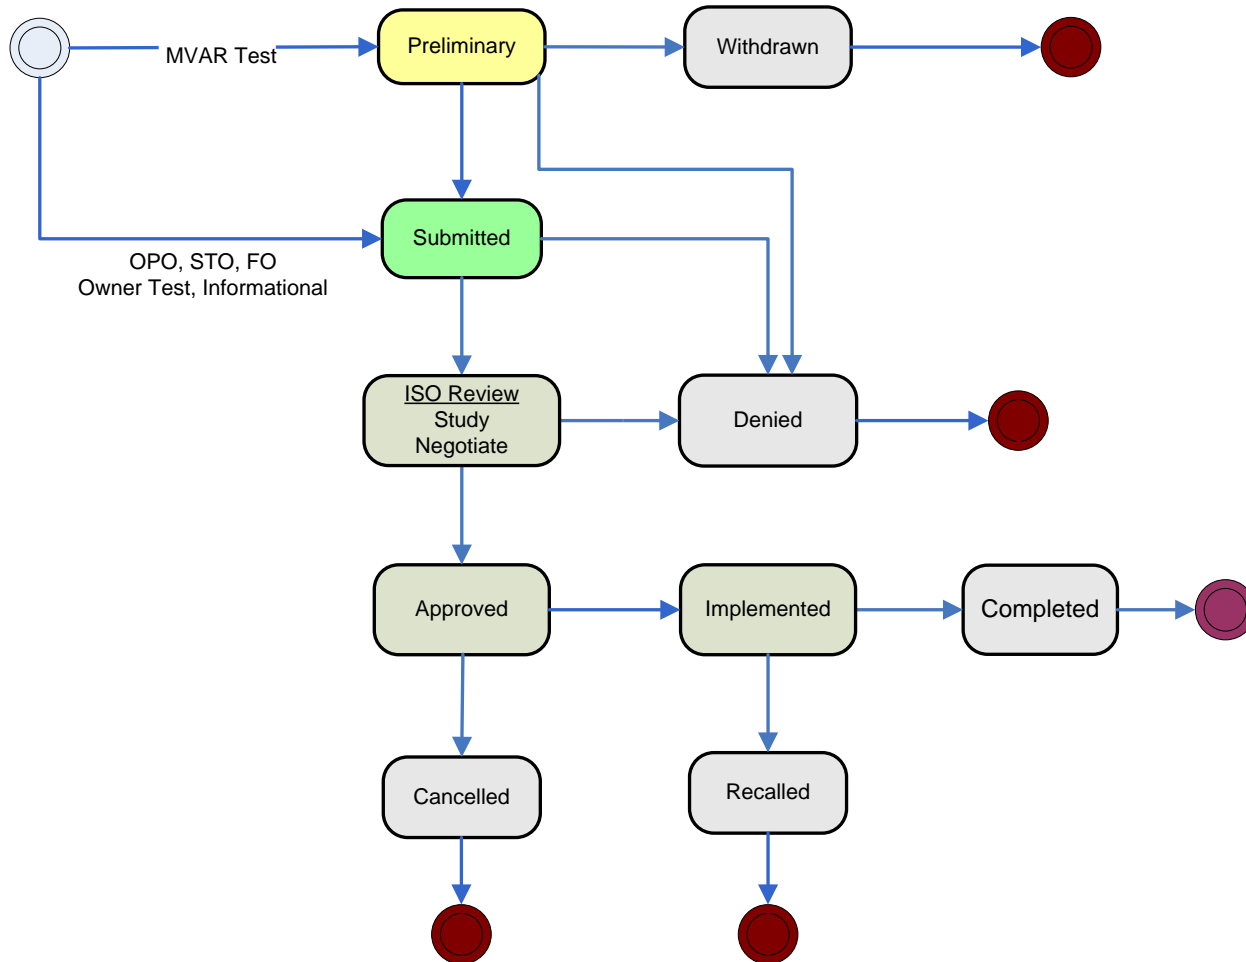 Preliminary
Withdrawn
MVAR Test
Submitted
OPO, STO, FO
Owner Test, Informational
ISO Review
Study
Negotiate
Denied
Approved
Implemented
Completed
Cancelled
Recalled